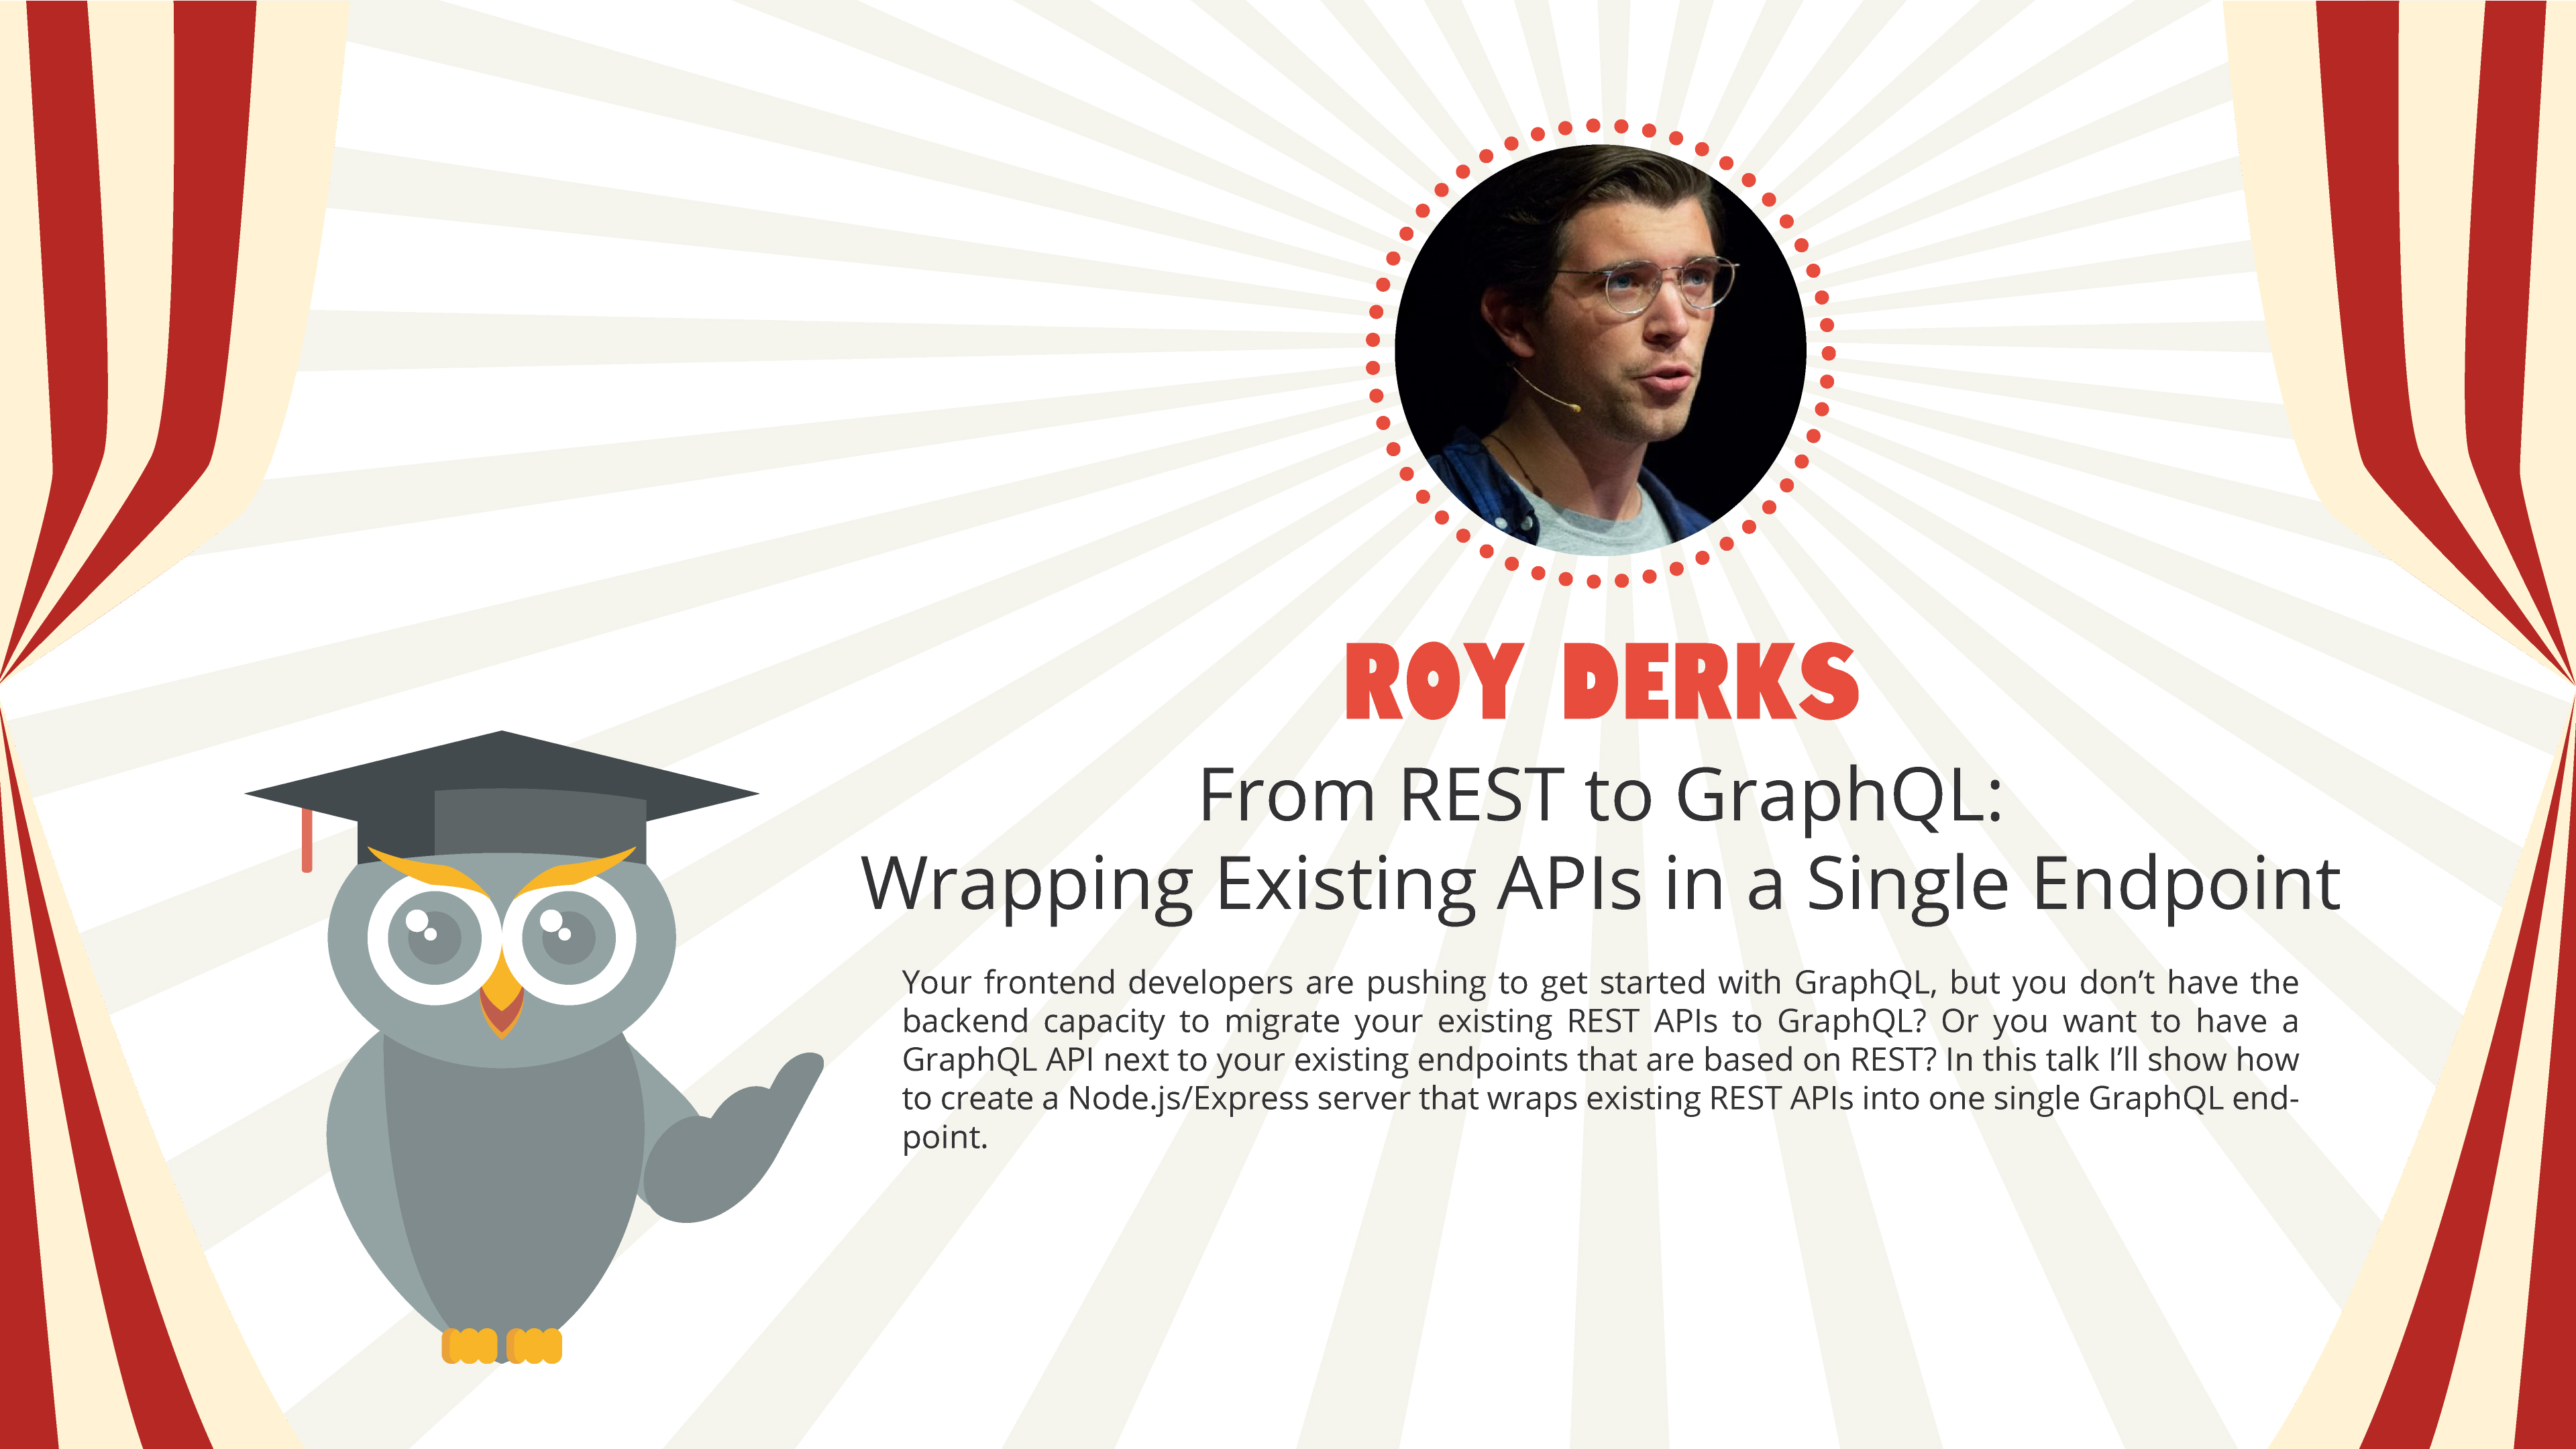 ROY DERKS
From REST to GraphQL:
Wrapping Existing APIs in a Single Endpoint
Your frontend developers are pushing to get started with GraphQL, but you don’t have the
backend capacity to migrate your existing REST APIs to GraphQL? Or you want to have a
GraphQL API next to your existing endpoints that are based on REST? In this talk I’ll show how
to create a Node.js/Express server that wraps existing REST APIs into one single GraphQL end-
point.